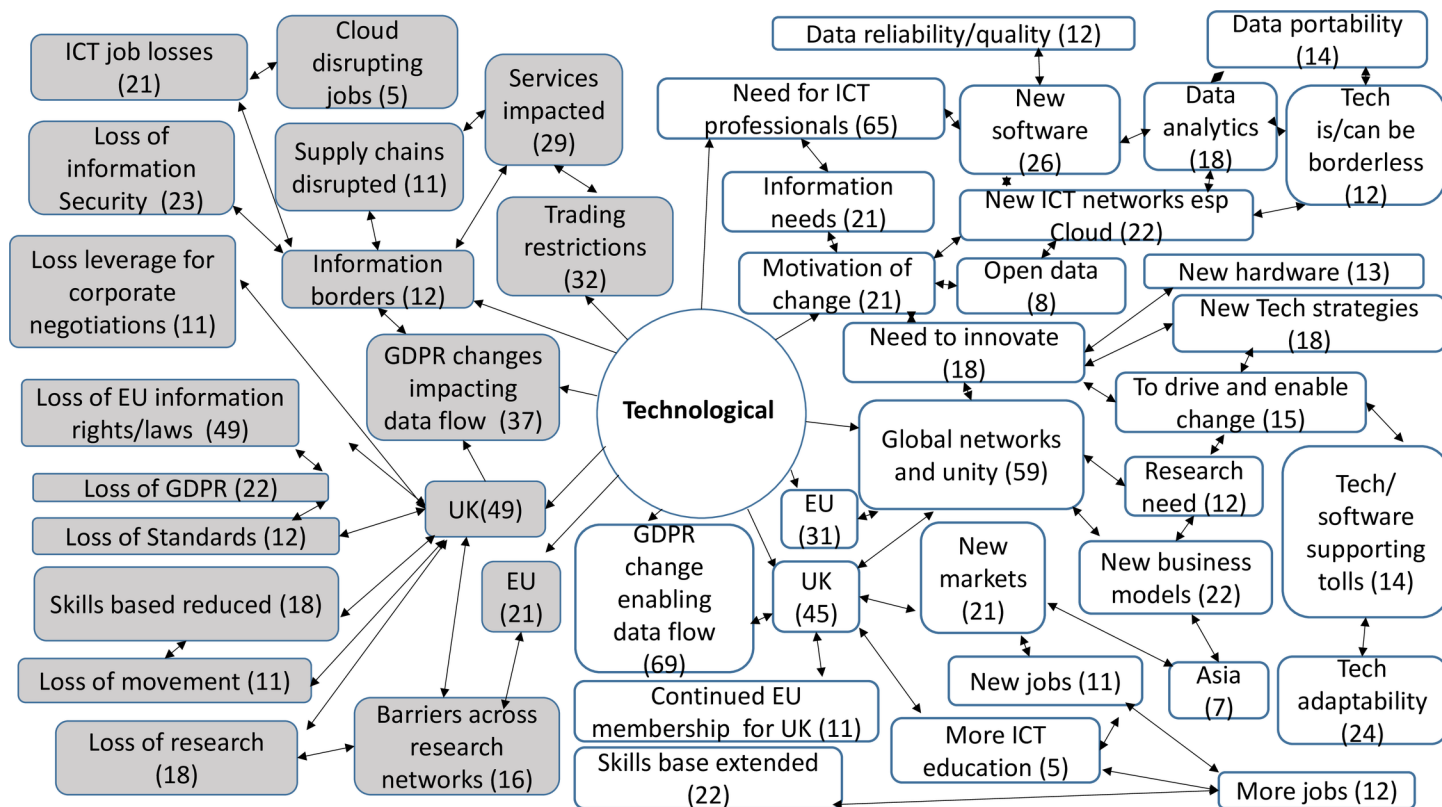 ICT job losses
(21)
Cloud
disrupting
jobs (5)
Services
impacted
(29)
Loss of
information
Security (23)
Supply chains
disrupted (11)
Trading
restrictions
(32)
Loss leverage for
corporate
negotiations (11)
Information
borders (12)
GDPR changes
impacting
data flow (37)
Loss of EU information
rights/laws (49)
Loss of GDPR (22)
Loss of Standards (12)
UK(49)
Skills based reduced (18)
EU
(21)
Loss of movement (11)
Loss of research
(18)
Barriers across
research
networks (16)
Technological
Data reliability/quality (12)
Data portability
(14)
Need for ICT
professionals (65)
New
software
(26)
Data
analytics
(18)
Tech
is/can be
borderless
(12)
Information
needs (21)
New ICT networks esp
Cloud (22)
Motivation of
change (21)
Open data
(8)
New hardware (13)
New Tech strategies
(18)
Need to innovate
(18)
To drive and enable
change (15)
Global networks
and unity (59)
Research
need (12)
Tech/
software
supporting
tolls (14)
EU
(31)
GDPR
change
enabling
data flow
(69)
UK
(45)
New
markets
(21)
New business
models (22)
New jobs (11)
Asia
(7)
Tech
adaptability
(24)
Continued EU
membership for UK (11)
More ICT
education (5)
Skills base extended
(22)
More jobs (12)